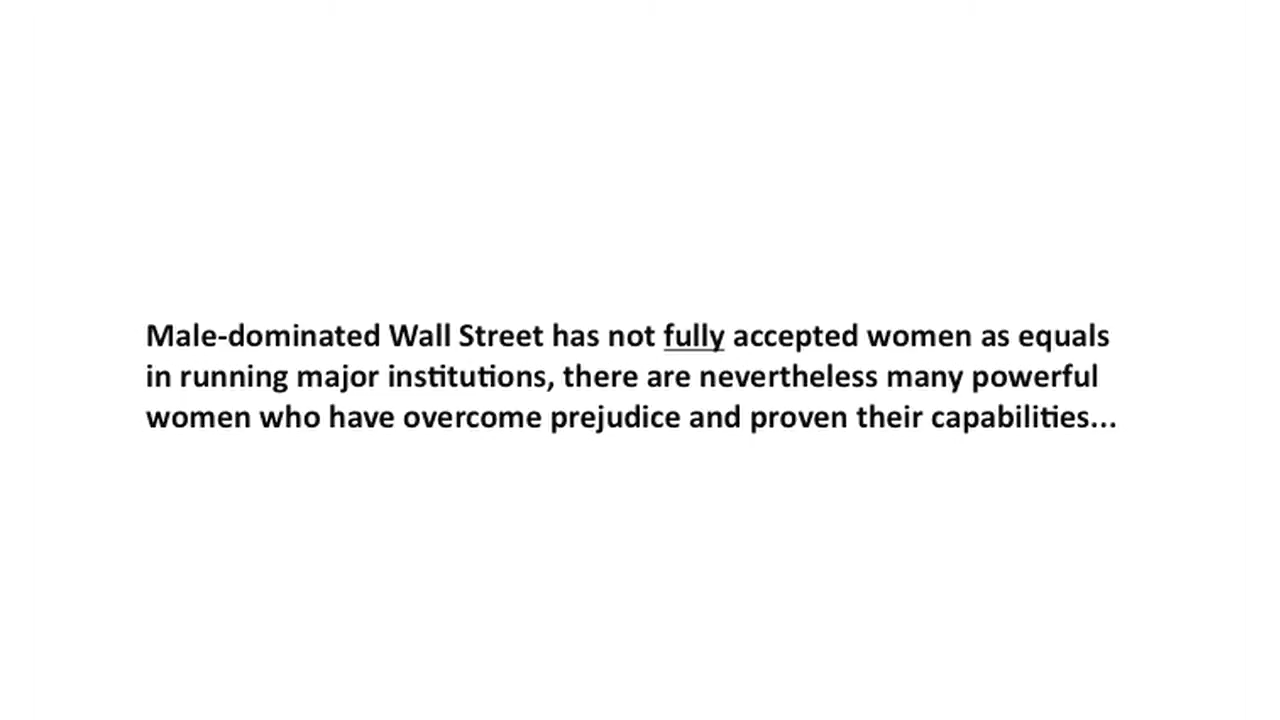 Male-dominated Wall Street has not fully accepted women as equals
in running major institutions, there are nevertheless many powerful
women who have overcome prejudice and proven their capabilities...